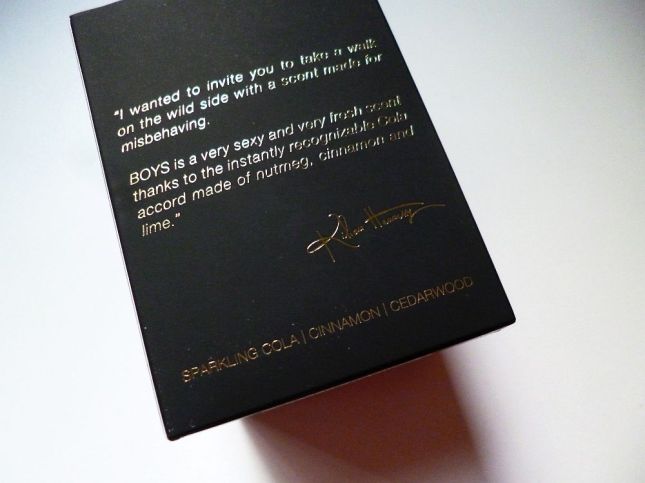 "I wanted to invite you to take a walk
on the wild side with a scent made for
misbehaving.
BOYS is a very sexy and very fresh scent
thanks to the instantly recognizable Cola
accord made of nutmeg, cinnamon and
lime."
Kilian Hennessy
SPARKLING COLA | CINNAMON | CEDARWOOD